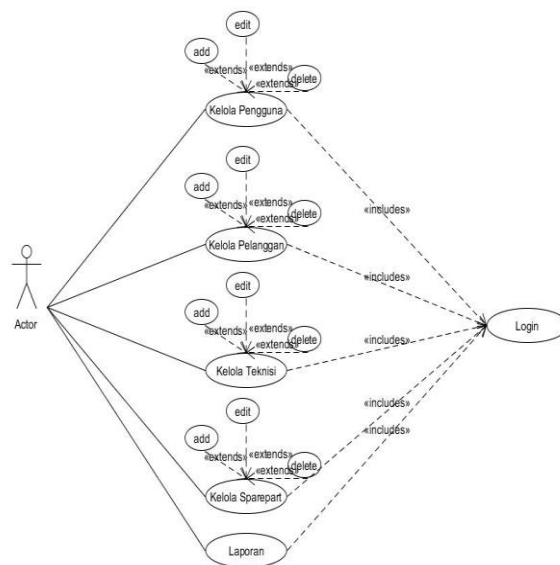 edit
add
«extends»
«extends»
«extends»
delete
Kelola Pengguna
edit
add
«extends»
«extends»
«extends»
delete
Kelola Pelanggan
edit
add
«extends»
«extends»
«extends»
delete
Kelola Teknisi
edit
add
«extends»
«extends»
«extends»
delete
Kelola Sparepart
Laporan
Actor
«includes»
«includes»
«includes»
«includes»
«includes»
Login